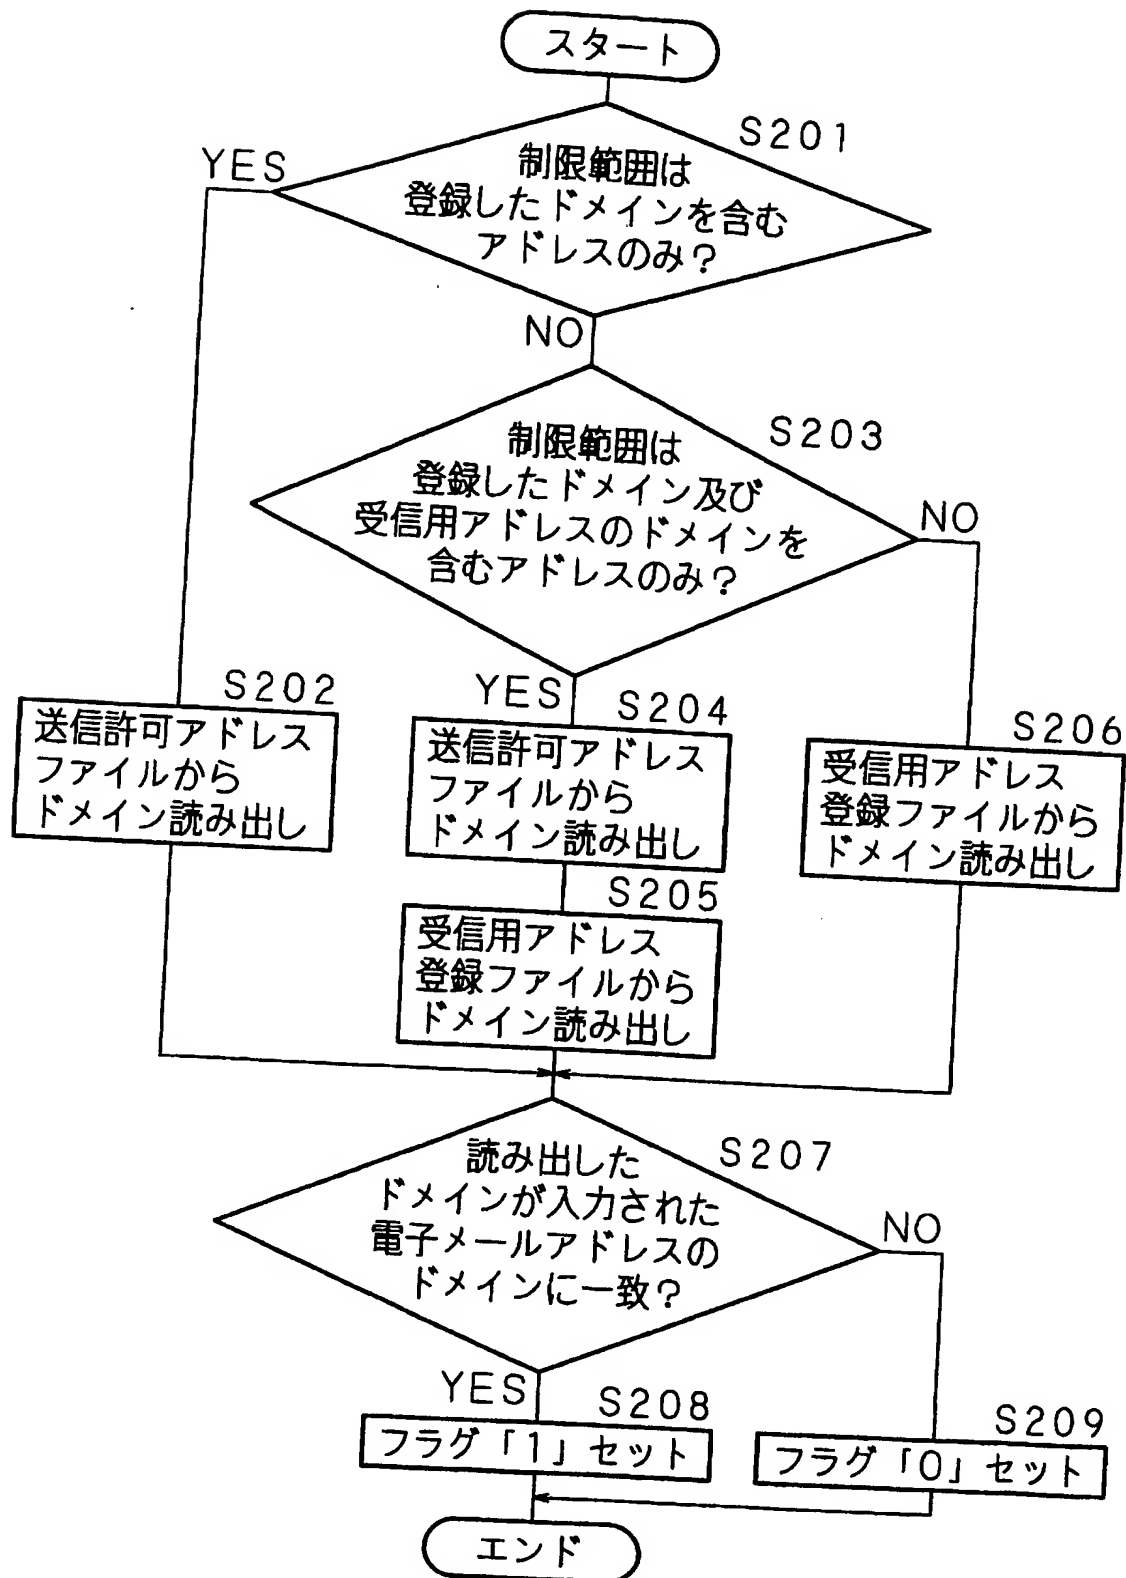 スタート
S201
YES
制限範囲は
登録したドメインを含む
アドレスのみ？
NO
S203
制限範囲は
登録したドメイン及び
受信用アドレスのドメインを
含むアドレスのみ？
NO
YES
S202
送信許可アドレス
ファイルから
ドメイン読み出し
S204
送信許可アドレス
ファイルから
ドメイン読み出し
S206
受信用アドレス
登録ファイルから
ドメイン読み出し
S205
受信用アドレス
登録ファイルから
ドメイン読み出し
S207
読み出した
ドメインが入力された
電子メールアドレスの
ドメインに一致？
NO
YES
S208
フラグ「1」セット
S209
フラグ「0」セット
エンド